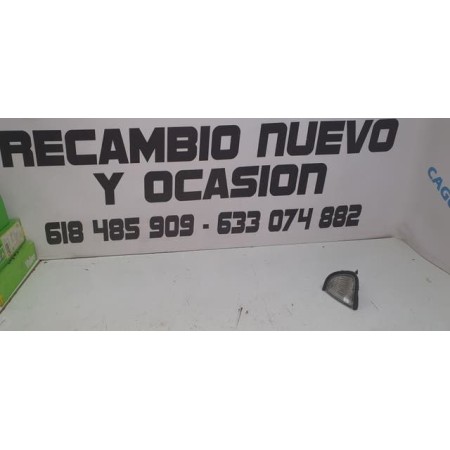 RECAMBIO NUEVO
Y OCASION
618 485 909 - 633 074 882